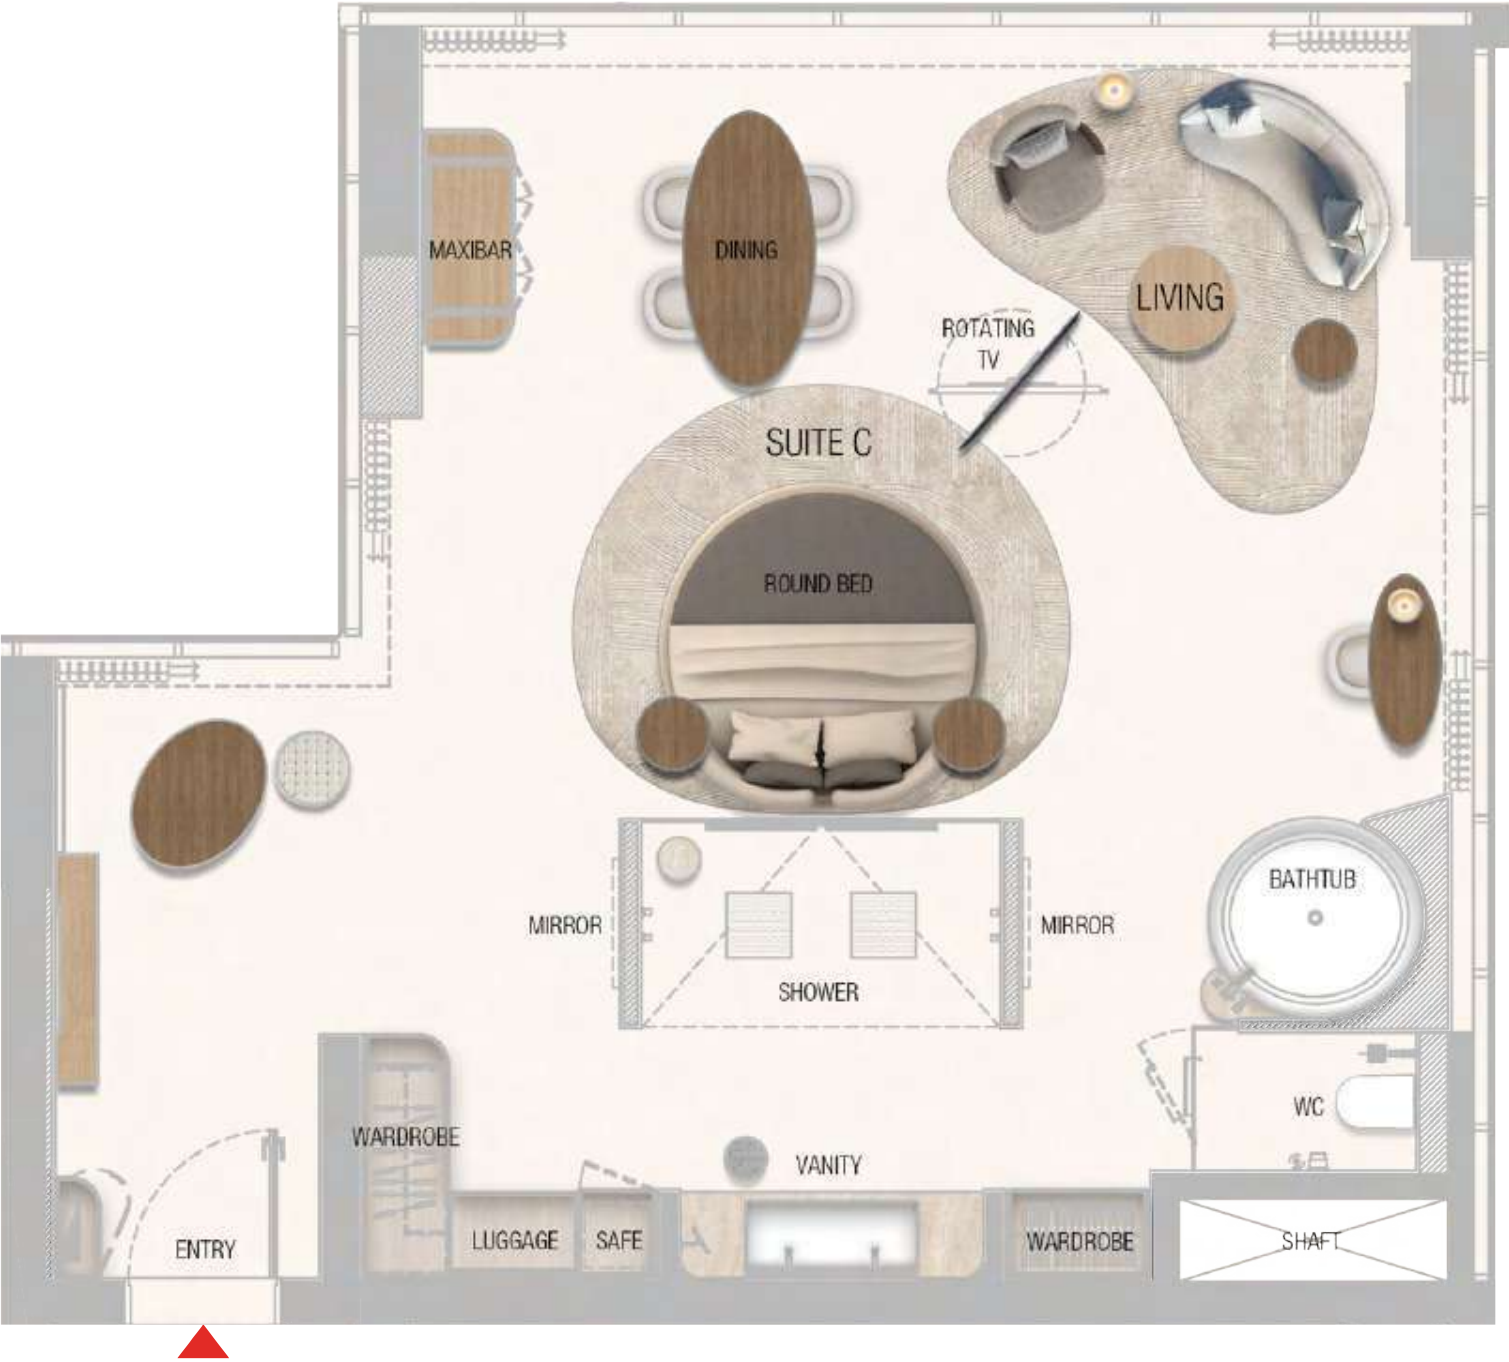 MAXIBAR
DINING
LIVING
ROTATING
TV
SUITE C
ROUND BED
BATHTUB
MIRROR
MIRROR
SHOWER
WC
WARDROBE
VANITY
ENTRY
LUGGAGE
SAFE
WARDROBE
SHAFT